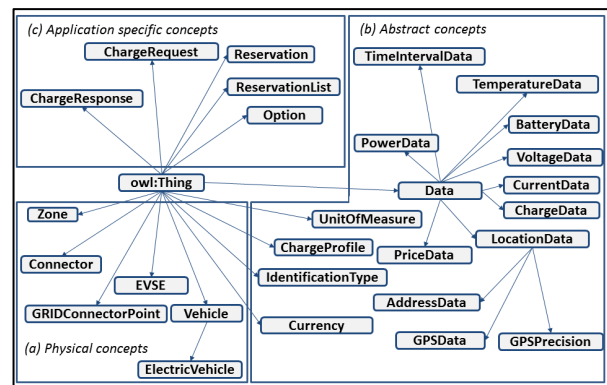 (c) Application specific concepts
ChargeRequest
Reservation
ReservationList
ChargeResponse
Option
(b) Abstract concepts
TimeIntervalData
TemperatureData
BatteryData
PowerData
VoltageData
owl:Thing
Data
CurrentData
ChargeData
Zone
UnitOfMeasure
LocationData
ChargeProfile
PriceData
Connector
IdentificationType
EVSE
AddressData
GRIDConnectorPoint
Vehicle
Currency
GPSData
GPSPrecision
(a) Physical concepts
ElectricVehicle